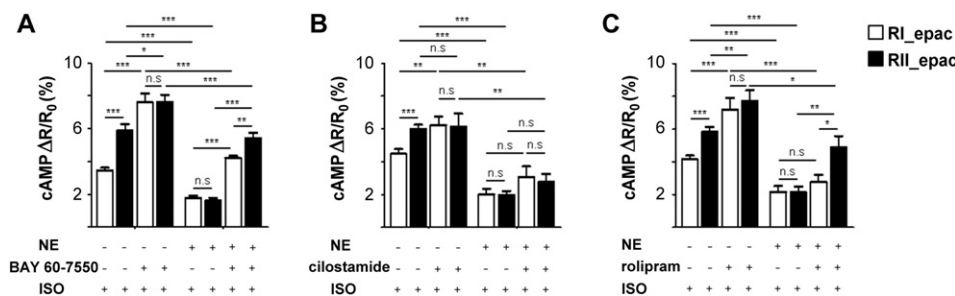 A
B
C
***
***
***
*
***
***
n.s
***
***
***
***
**
***
n.s
cAMP ΔR/R0 (%)
10
6
2
NE - - - - + + + +
BAY 60-7550 - - + + - - + +
ISO + + + + + + + +
***
***
n.s
**
**
n.s
**
***
n.s
n.s
n.s
n.s
cAMP ΔR/R0 (%)
10
6
2
NE - - - - + + + +
cilostamide - - + + - - + +
ISO + + + + + + + +
***
***
**
***
***
n.s
*
***
**
*
n.s
n.s
cAMP ΔR/R0 (%)
10
6
2
NE - - - - + + + +
rolipram - - + + - - + +
ISO + + + + + + + +
RI_epac
RII_epac